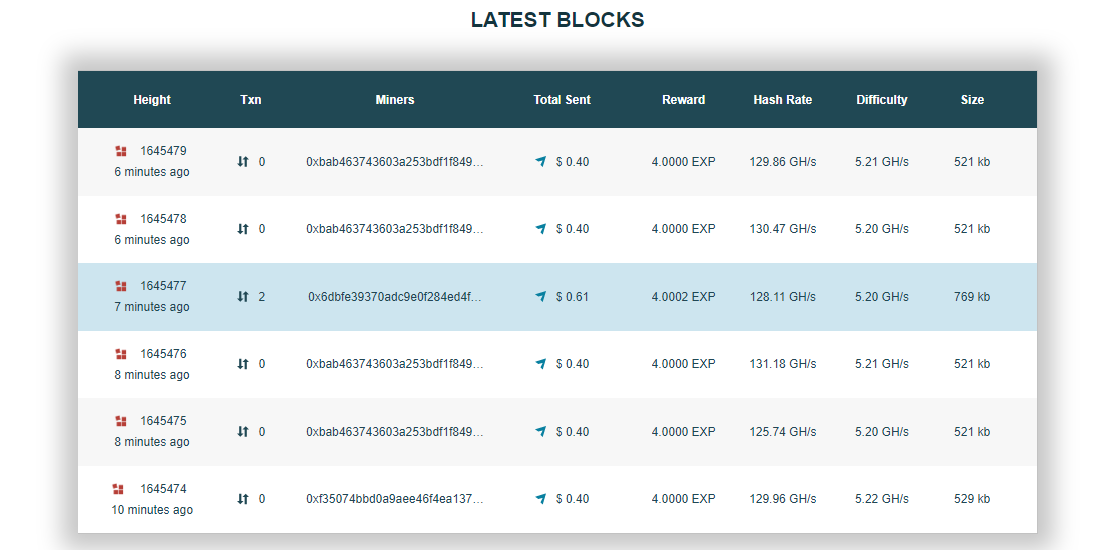 LATEST BLOCKS
Height Txn Miners Total Sent Reward Hash Rate Difficulty Size
1645479
6 minutes ago
0 0xbab463743603a253bdf1f849... $ 0.40 4.0000 EXP 129.86 GH/s 5.21 GH/s 521 kb
1645478
6 minutes ago
0 0xbab463743603a253bdf1f849... $ 0.40 4.0000 EXP 130.47 GH/s 5.20 GH/s 521 kb
1645477
7 minutes ago
2 0x6dbfe39370adc9e0f284ed4f... $ 0.61 4.0002 EXP 128.11 GH/s 5.20 GH/s 769 kb
1645476
8 minutes ago
0 0xbab463743603a253bdf1f849... $ 0.40 4.0000 EXP 131.18 GH/s 5.21 GH/s 521 kb
1645475
8 minutes ago
0 0xbab463743603a253bdf1f849... $ 0.40 4.0000 EXP 125.74 GH/s 5.20 GH/s 521 kb
1645474
10 minutes ago
0 0xf35074bbd0a9aee46f4ea137... $ 0.40 4.0000 EXP 129.96 GH/s 5.22 GH/s 529 kb